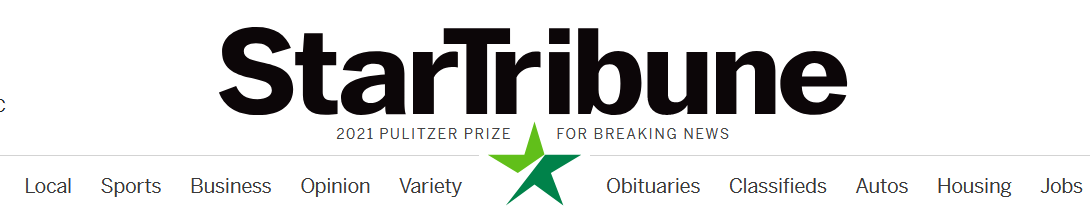 StarTribune
2021 PULITZER PRIZE FOR BREAKING NEWS
Local Sports Business Opinion Variety Obituaries Classifieds Autos Housing Jobs